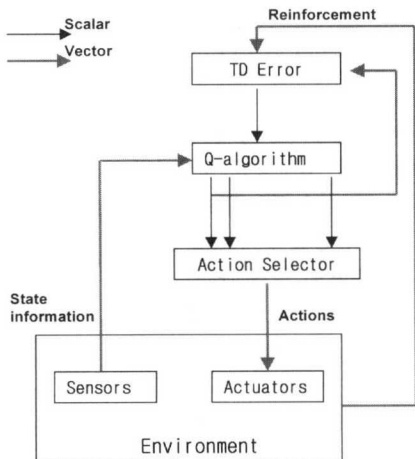 Reinforcement
Scalar
Vector
TD Error
Q-algorithm
Action Selector
State
information
Actions
Sensors
Actuators
Environment